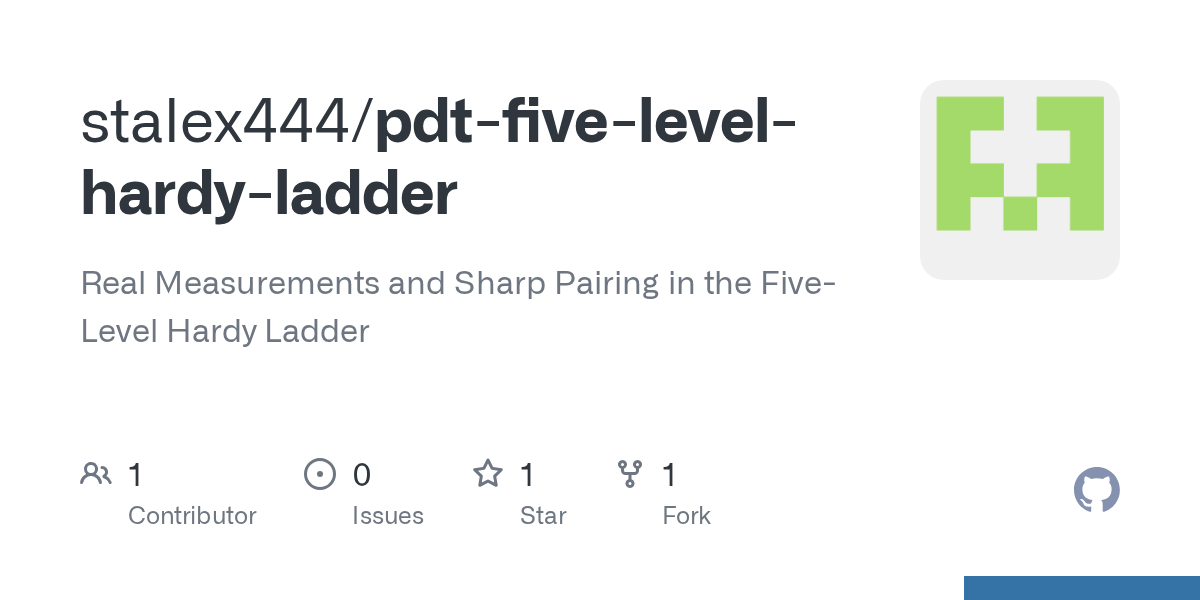 stalex444/pdt-five-level-
hardy-ladder
Real Measurements and Sharp Pairing in the Five-
Level Hardy Ladder
1
Contributor
0
Issues
1
Star
1
Fork